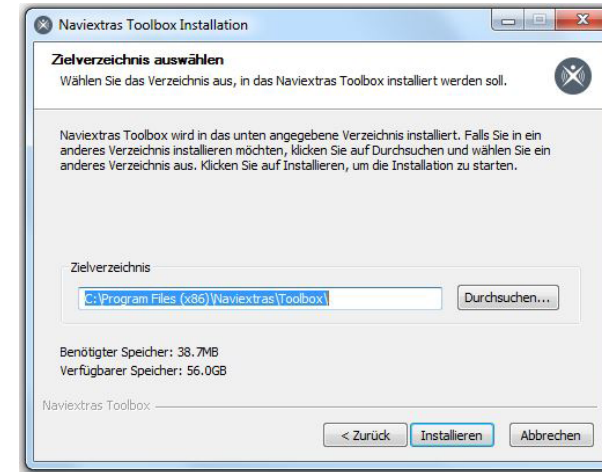 Naviextras Toolbox Installation
Zielverzeichnis auswählen
Wählen Sie das Verzeichnis aus, in das Naviextras Toolbox installiert werden soll.
Naviextras Toolbox wird in das unten angegebene Verzeichnis installiert. Falls Sie in ein
anderes Verzeichnis installieren möchten, klicken Sie auf Durchsuchen und wählen Sie ein
anderes Verzeichnis aus. Klicken Sie auf Installieren, um die Installation zu starten.
Zielverzeichnis
C:\Program Files (x86)\Naviextras\Toolbox\
Durchsuchen...
Benötigter Speicher: 38.7MB
Verfügbarer Speicher: 56.0GB
Naviextras Toolbox
< Zurück Installieren Abbrechen